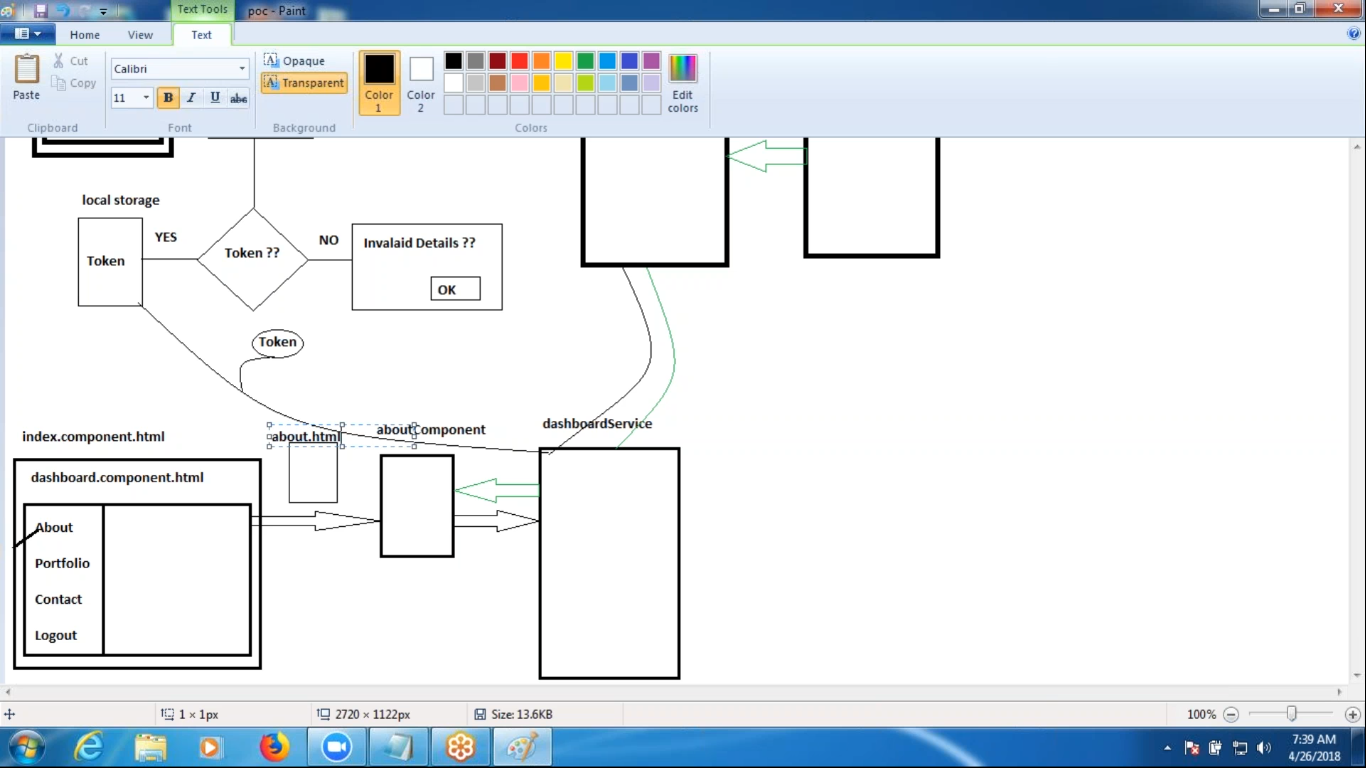 Text Tools
poc - Paint
Home
View
Text
Paste
Cut
Copy
Clipboard
Calibri
11
B
I
U
abc
Font
Opaque
Transparent
Background
Color
1
Color
2
Edit
colors
Colors
local storage
Token
YES
Token ??
NO
Invalaid Details ??
OK
Token
index.component.html
about.html
aboutComponent
dashboardService
dashboard.component.html
About
Portfolio
Contact
Logout
1 × 1px
2720 × 1122px
Size: 13.6KB
100%
7:39 AM
4/26/2018